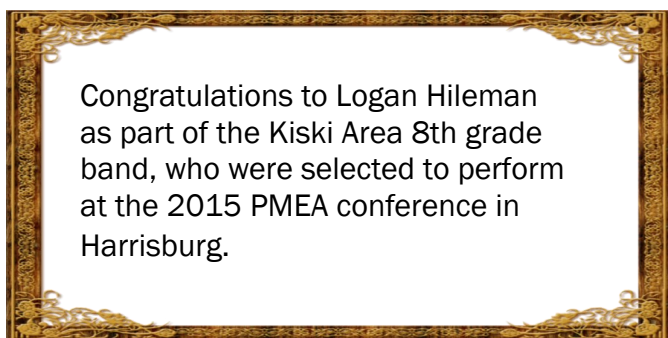 Congratulations to Logan Hileman
as part of the Kiski Area 8th grade
band, who were selected to perform
at the 2015 PMEA conference in
Harrisburg.